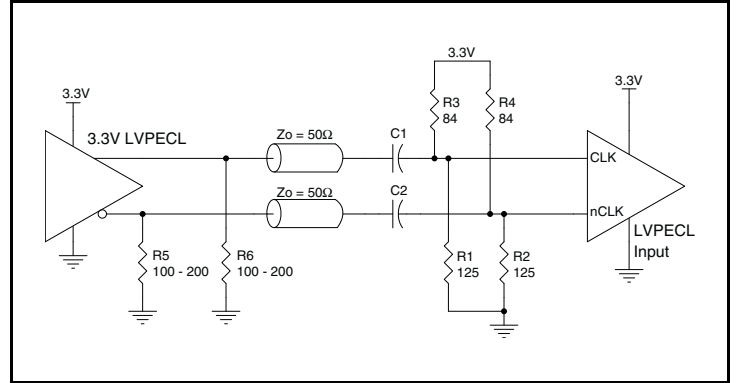 3.3V
3.3V
3.3V
R3
84
R4
84
3.3V LVPECL
Zo = 50Ω
C1
CLK
Zo = 50Ω
C2
nCLK
LVPECL
Input
R5
100 - 200
R6
100 - 200
R1
125
R2
125